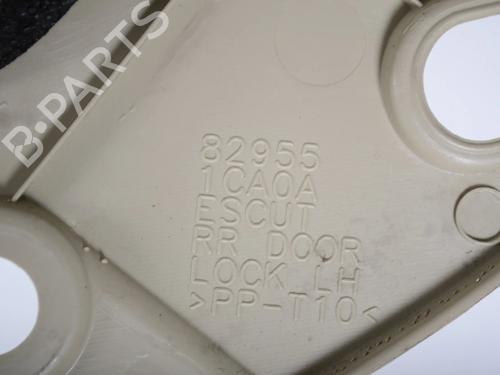 B-PARTS
82955
1CA0A
ESCUT
RR DOOR
LOCK LH
>PP-T10<